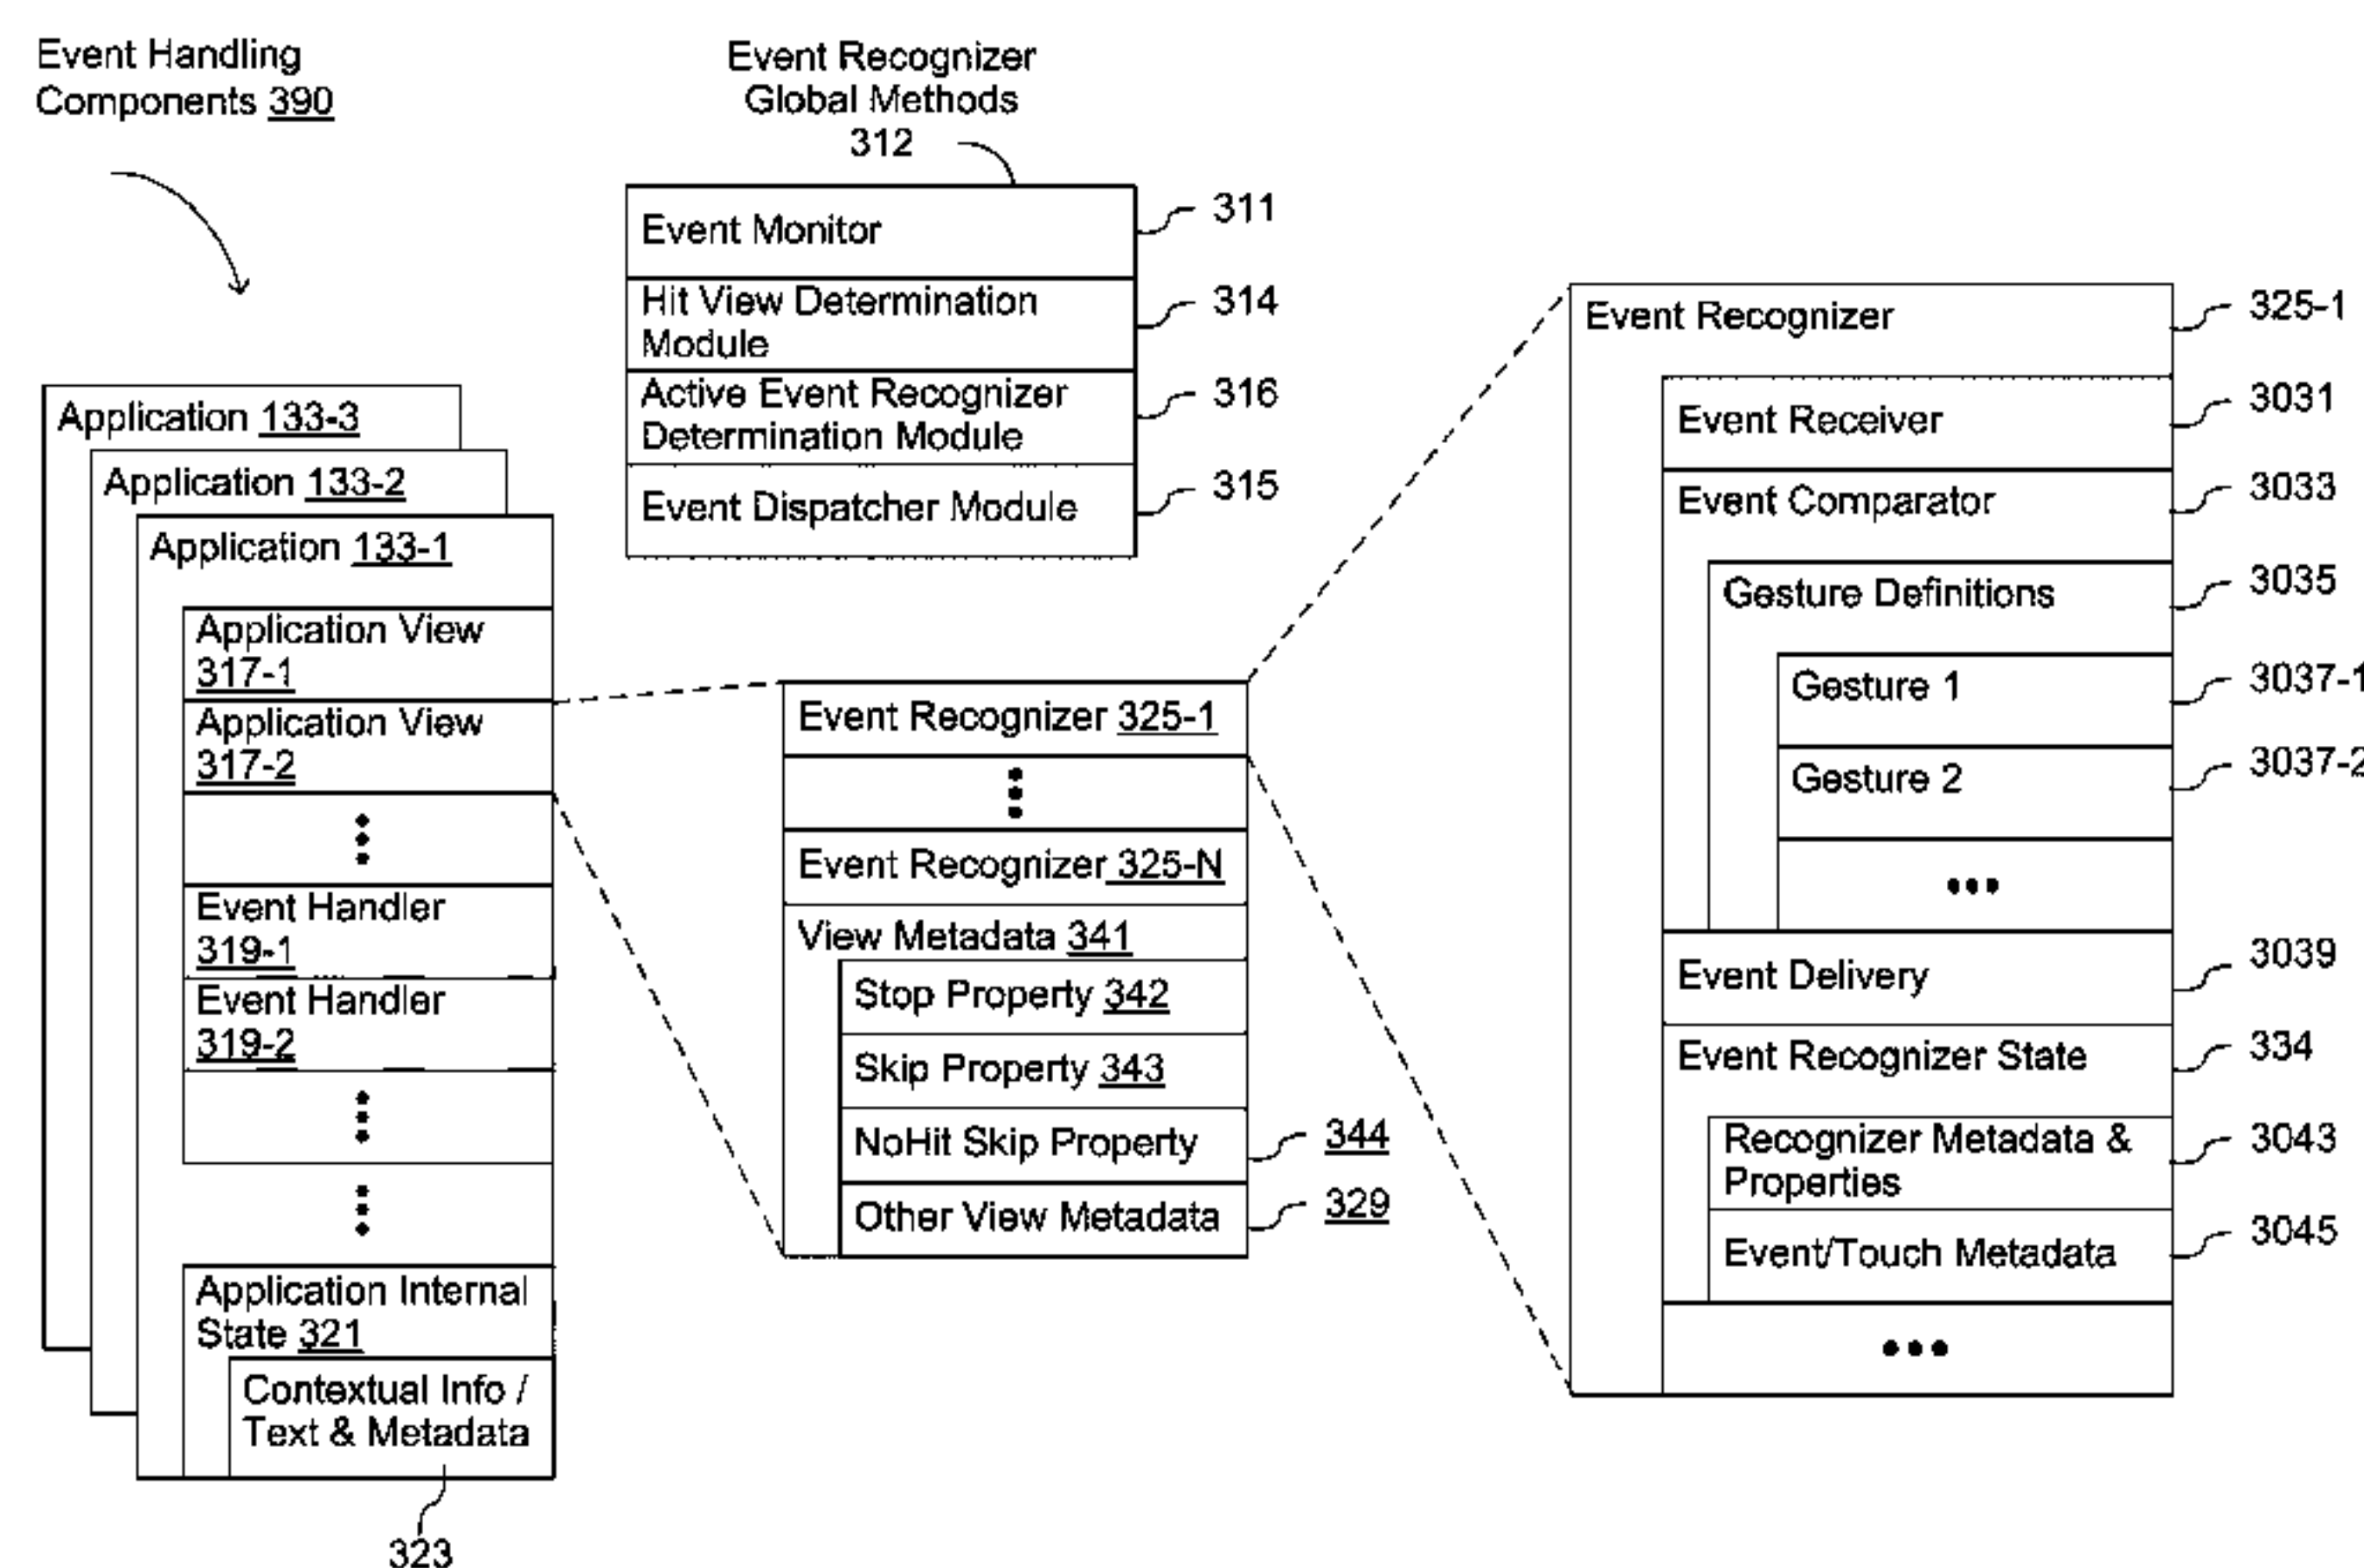 Event Handling
Components 390
Event Recognizer
Global Methods
312
Event Monitor
311
Hit View Determination
Module
314
Active Event Recognizer
Determination Module
316
Event Dispatcher Module
315
Application 133-3
Application 133-2
Application 133-1
Application View
317-1
Application View
317-2
Event Handler
319-1
Event Handler
319-2
Application Internal
State 321
Contextual Info /
Text & Metadata
323
Event Recognizer 325-1
Event Recognizer 325-N
View Metadata 341
Stop Property 342
Skip Property 343
NoHit Skip Property
344
Other View Metadata
329
Event Recognizer
325-1
Event Receiver
3031
Event Comparator
3033
Gesture Definitions
3035
Gesture 1
3037-1
Gesture 2
3037-2
Event Delivery
3039
Event Recognizer State
334
Recognizer Metadata &
Properties
3043
Event/Touch Metadata
3045